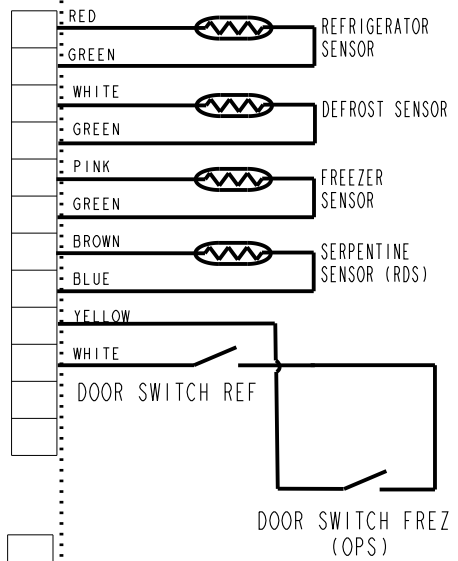 RED
REFRIGERATOR
SENSOR
GREEN
WHITE
DEFROST SENSOR
GREEN
PINK
FREEZER
SENSOR
GREEN
BROWN
SERPENTINE
SENSOR (RDS)
BLUE
YELLOW
WHITE
DOOR SWITCH REF
DOOR SWITCH FREZ
(OPS)